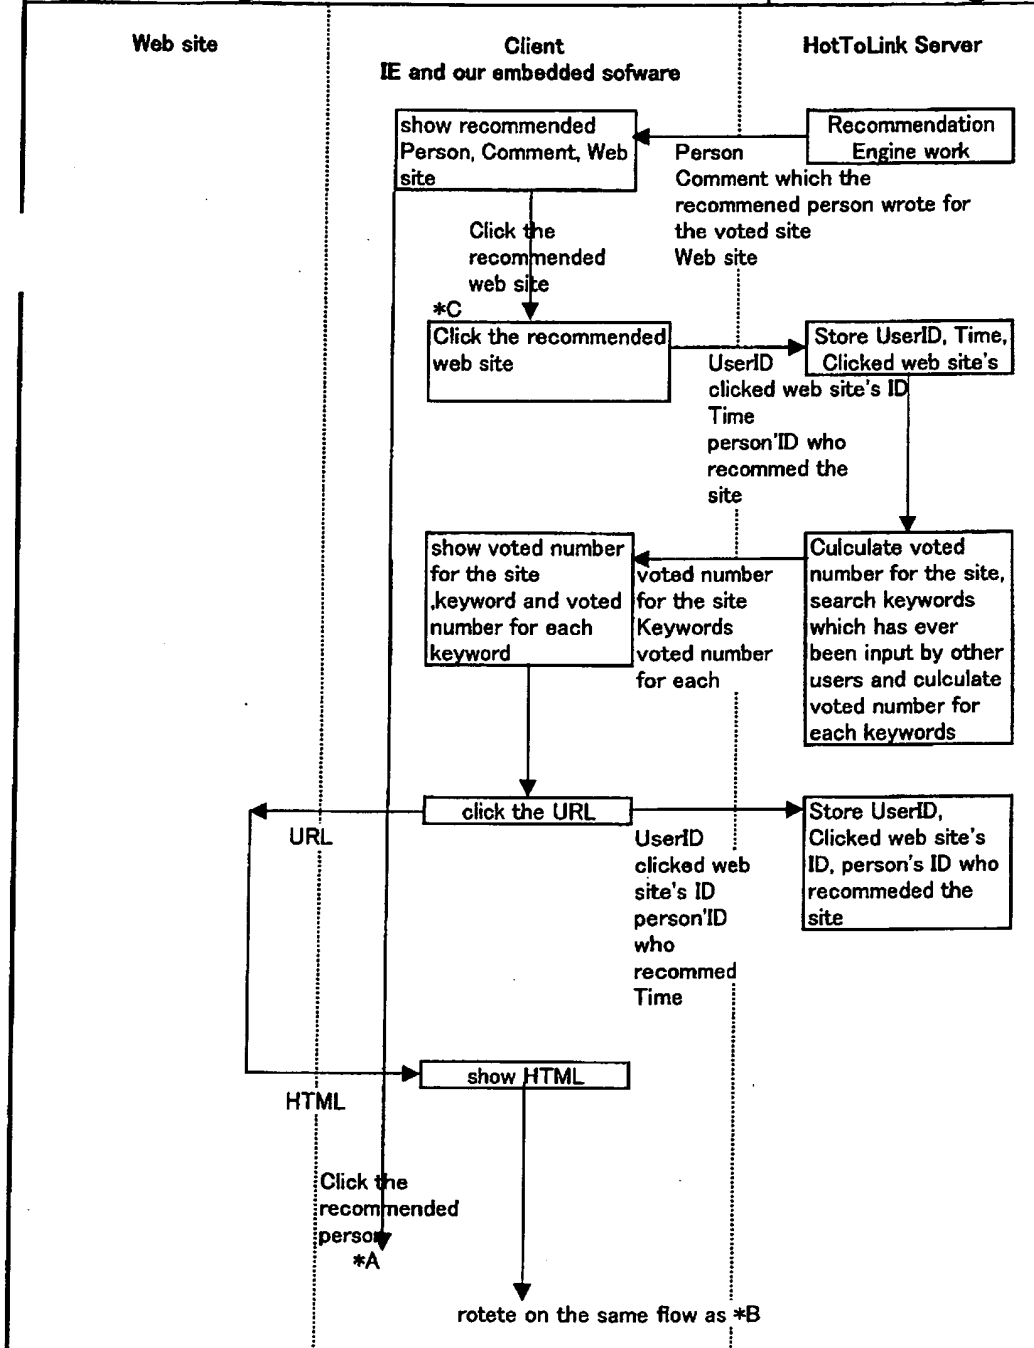 Web site
Client
IE and our embedded sofware
HotToLink Server
show recommended
Person, Comment, Web
site
Recommendation
Engine work
Person
Comment which the
recommened person wrote for
the voted site
Web site
Click the
recommended
web site
*C
Click the recommended
web site
Store UserID, Time,
Clicked web site's
UserID
clicked web site's ID
Time
person'ID who
recommed the
site
show voted number
for the site
,keyword and voted
number for each
keyword
voted number
for the site
Keywords
voted number
for each
Culculate voted
number for the site,
search keywords
which has ever
been input by other
users and culculate
voted number for
each keywords
click the URL
URL
UserID
clicked web
site's ID
person'ID
who
recommed
Time
Store UserID,
Clicked web site's
ID, person's ID who
recommeded the
site
show HTML
HTML
Click the
recommended
person
*A
rotete on the same flow as *B